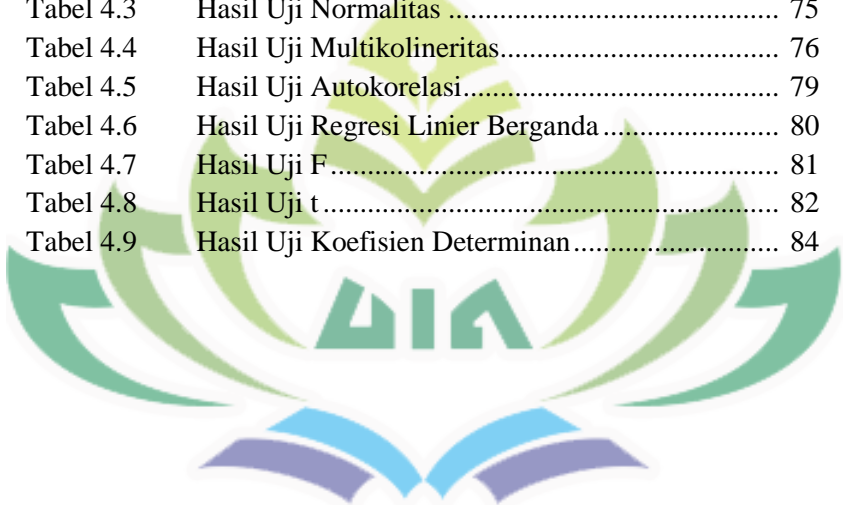 Tabel 4.3 Hasil Uji Normalitas ........................................... 75
Tabel 4.4 Hasil Uji Multikolineritas.................................... 76
Tabel 4.5 Hasil Uji Autokorelasi......................................... 79
Tabel 4.6 Hasil Uji Regresi Linier Berganda ....................... 80
Tabel 4.7 Hasil Uji F .......................................................... 81
Tabel 4.8 Hasil Uji t ........................................................... 82
Tabel 4.9 Hasil Uji Koefisien Determinan ........................... 84
UIN